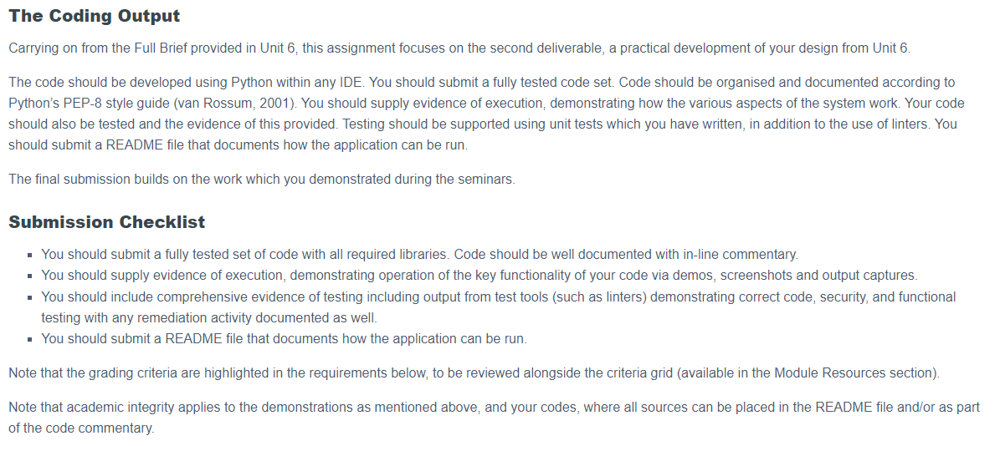 The Coding Output
Carrying on from the Full Brief provided in Unit 6, this assignment focuses on the second deliverable, a practical development of your design from Unit 6.
The code should be developed using Python within any IDE. You should submit a fully tested code set. Code should be organised and documented according to
Python’s PEP-8 style guide (van Rossum, 2001). You should supply evidence of execution, demonstrating how the various aspects of the system work. Your code
should also be tested and the evidence of this provided. Testing should be supported using unit tests which you have written, in addition to the use of linters. You
should submit a README file that documents how the application can be run.
The final submission builds on the work which you demonstrated during the seminars.
Submission Checklist
▪ You should submit a fully tested set of code with all required libraries. Code should be well documented with in-line commentary.
▪ You should supply evidence of execution, demonstrating operation of the key functionality of your code via demos, screenshots and output captures.
▪ You should include comprehensive evidence of testing including output from test tools (such as linters) demonstrating correct code, security, and functional
testing with any remediation activity documented as well.
▪ You should submit a README file that documents how the application can be run.
Note that the grading criteria are highlighted in the requirements below, to be reviewed alongside the criteria grid (available in the Module Resources section).
Note that academic integrity applies to the demonstrations as mentioned above, and your codes, where all sources can be placed in the README file and/or as part
of the code commentary.